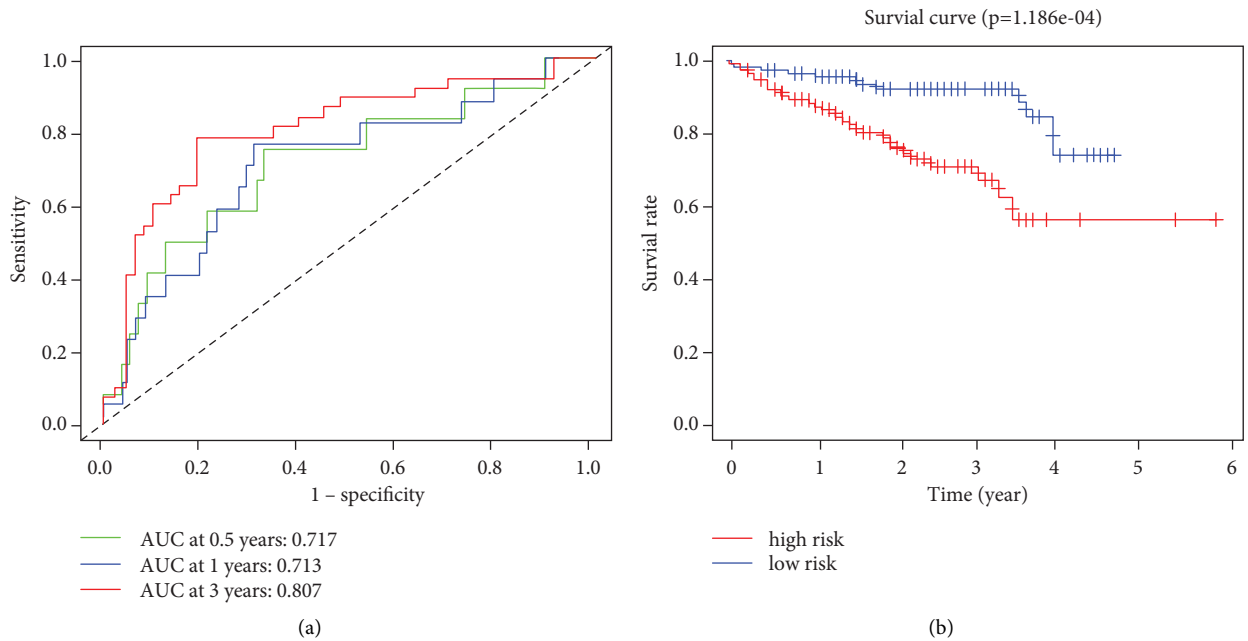 1.0
0.8
0.6
0.4
0.2
0.0
Sensitivity
0.0 0.2 0.4 0.6 0.8 1.0
1 – specificity
AUC at 0.5 years: 0.717
AUC at 1 years: 0.713
AUC at 3 years: 0.807
(a)
Survial curve (p=1.186e-04)
1.0
0.8
0.6
0.4
0.2
0.0
Survial rate
0 1 2 3 4 5 6
Time (year)
high risk
low risk
(b)